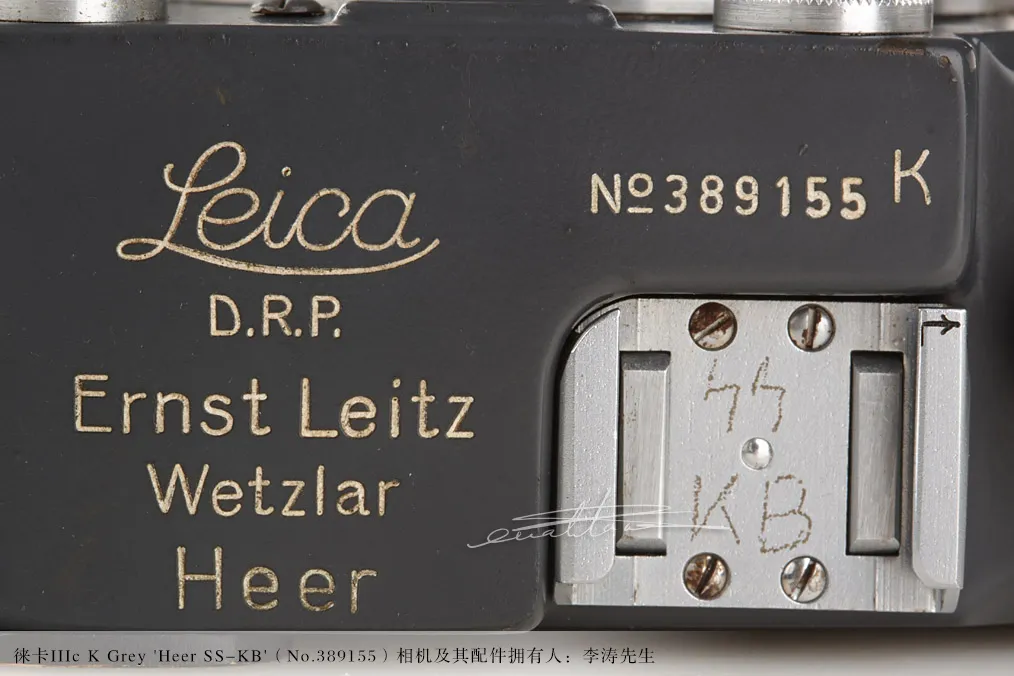 Leica
D.R.P.
Ernst Leitz
Wetzlar
Heer
№389155 K
ϟϟ
KB
徕卡IIIc K Grey 'Heer SS-KB'（No.389155）相机及其配件拥有人：李涛先生